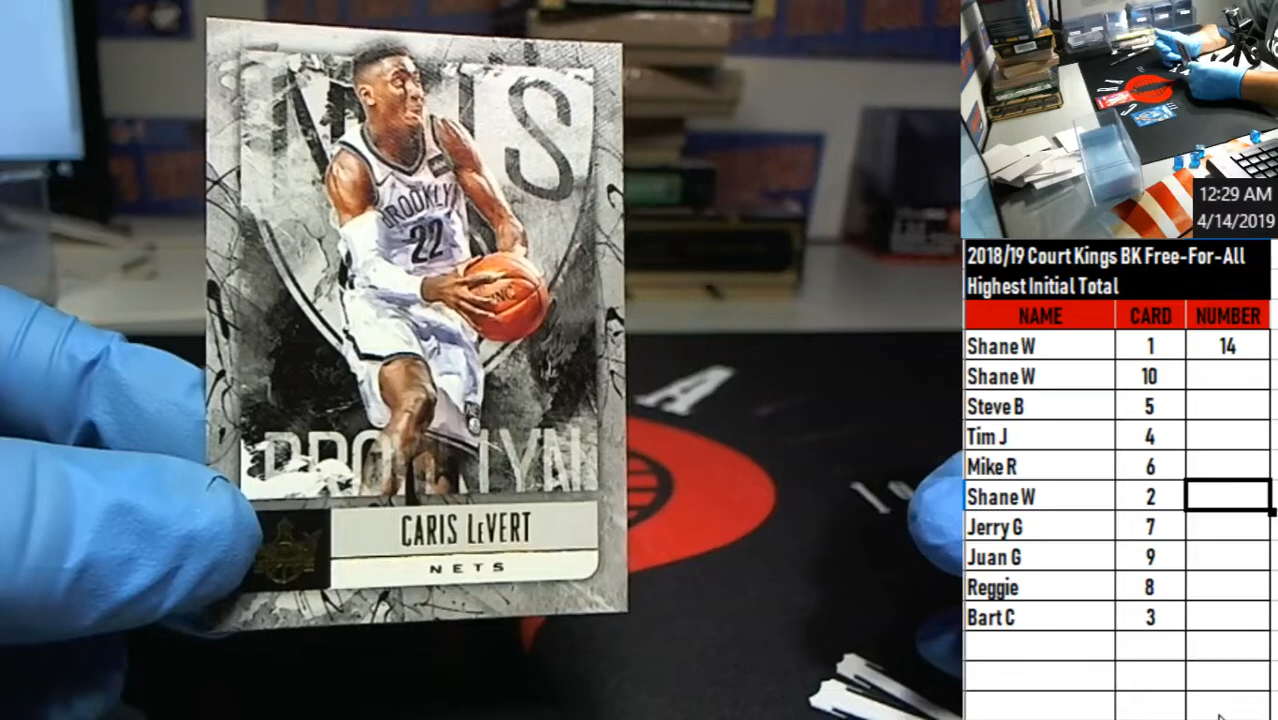 NETS
BROOKLYN
22
CARIS LEVERT
NETS
12:29 AM
4/14/2019
2018/19 Court Kings BK Free-For-All
Highest Initial Total
NAME CARD NUMBER
Shane W 1 14
Shane W 10
Steve B 5
Tim J 4
Mike R 6
Shane W 2
Jerry G 7
Juan G 9
Reggie 8
Bart C 3